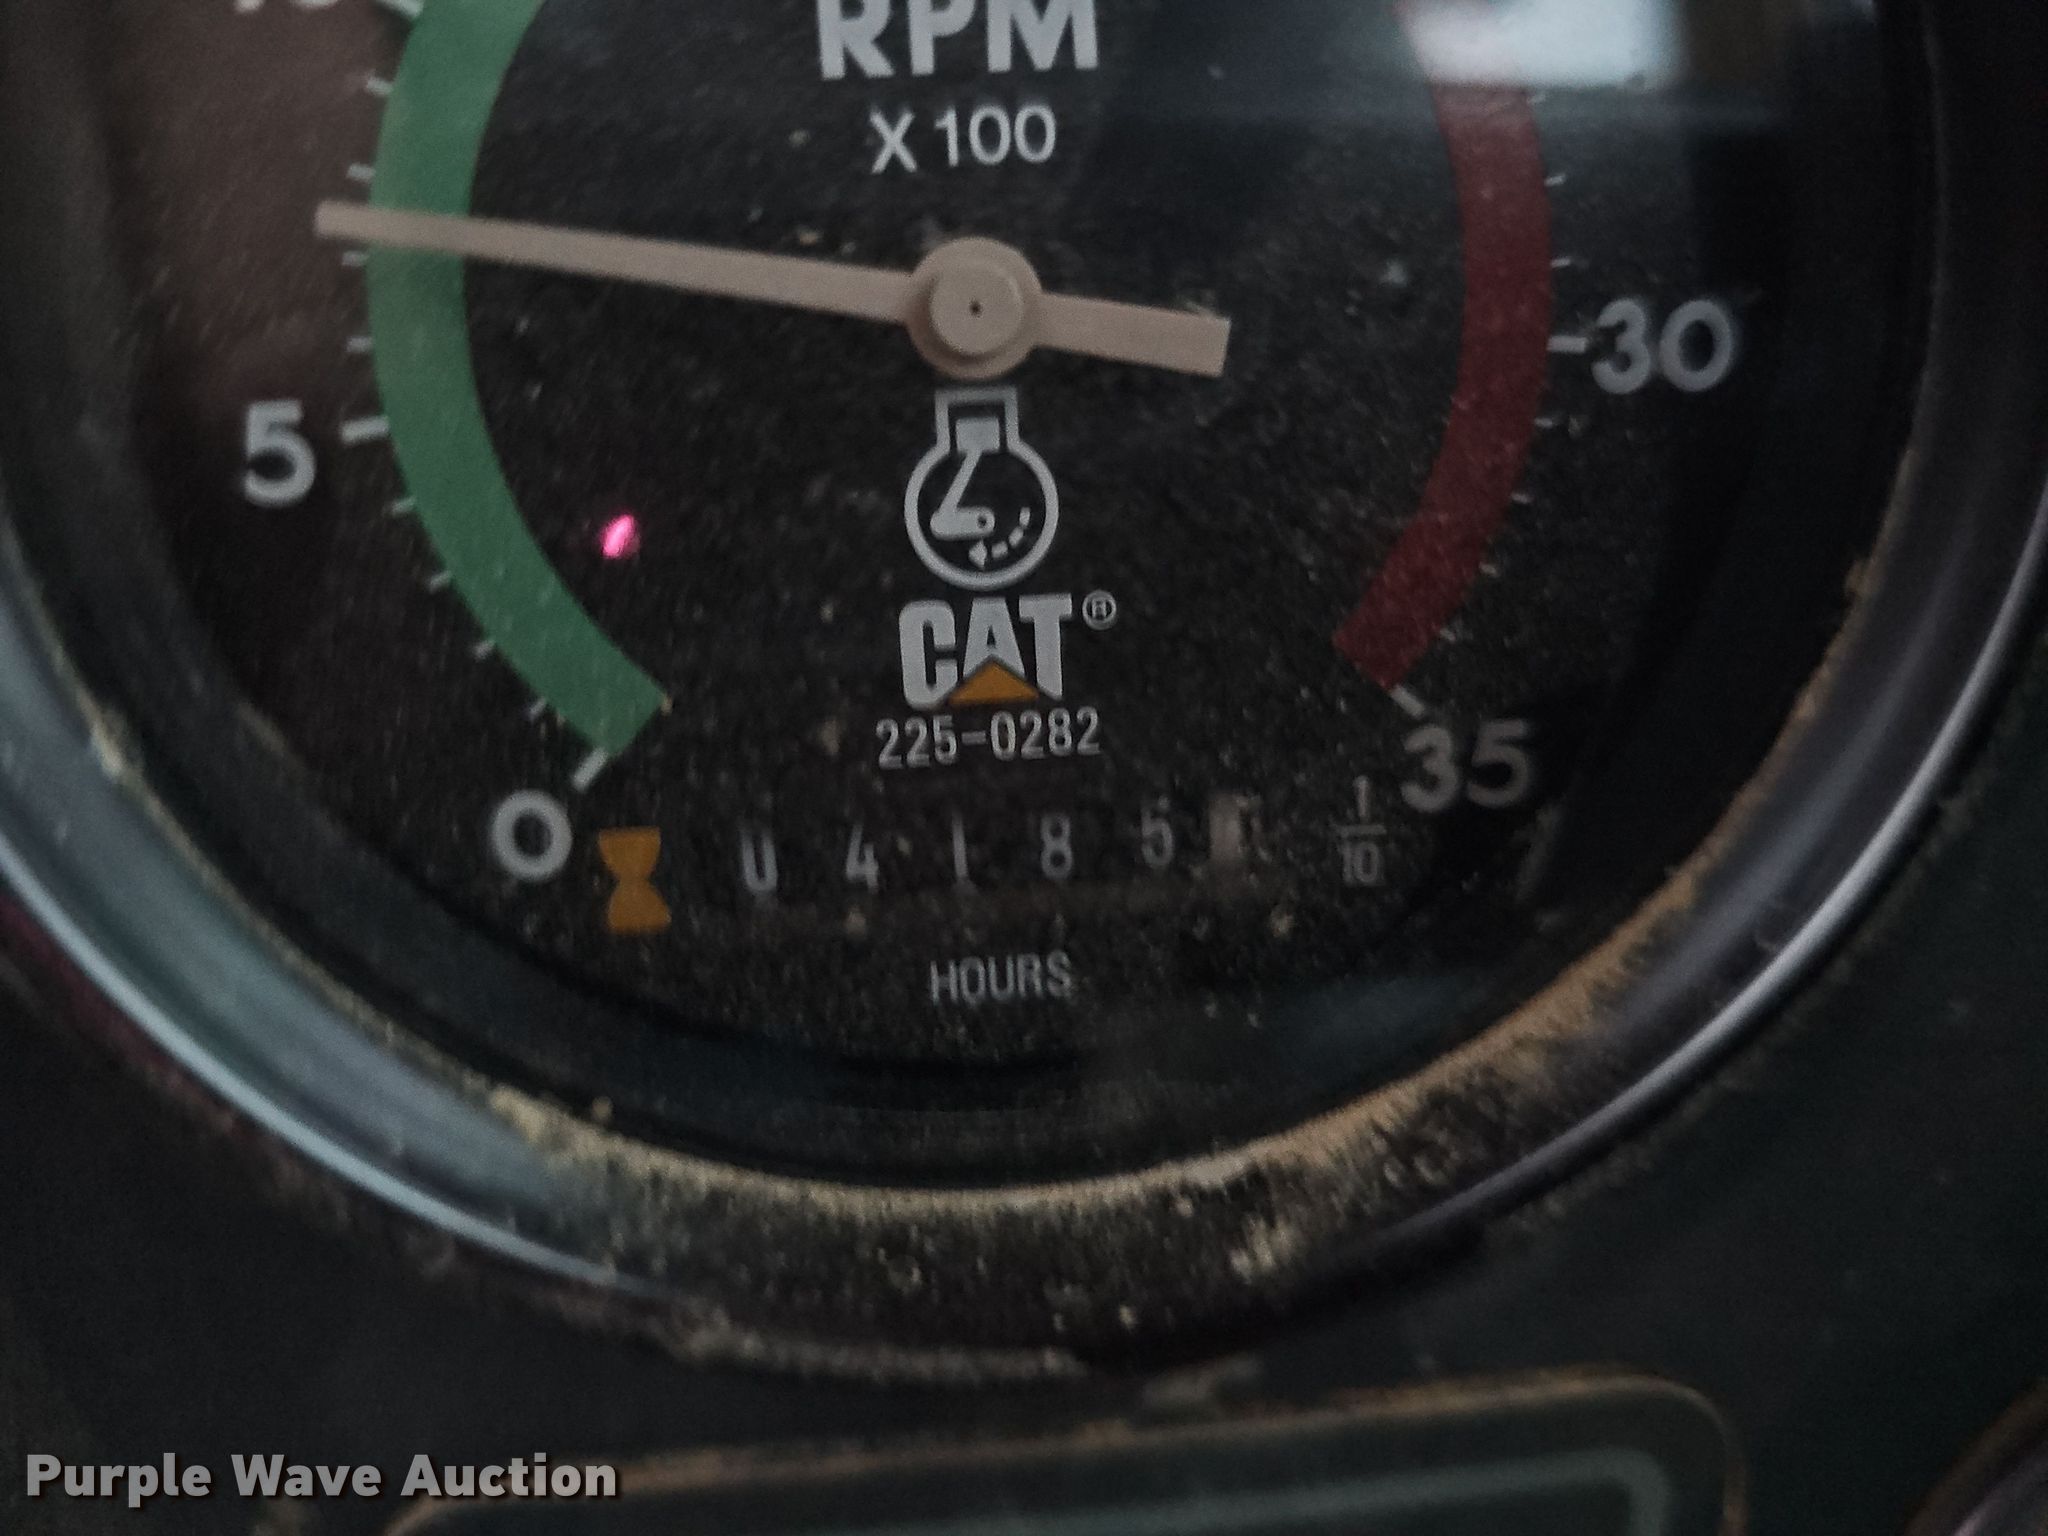 RPM
X 100
5
30
CAT®
225-0282
0
35
0 4 1 8 5
1/10
HOURS
Purple Wave Auction